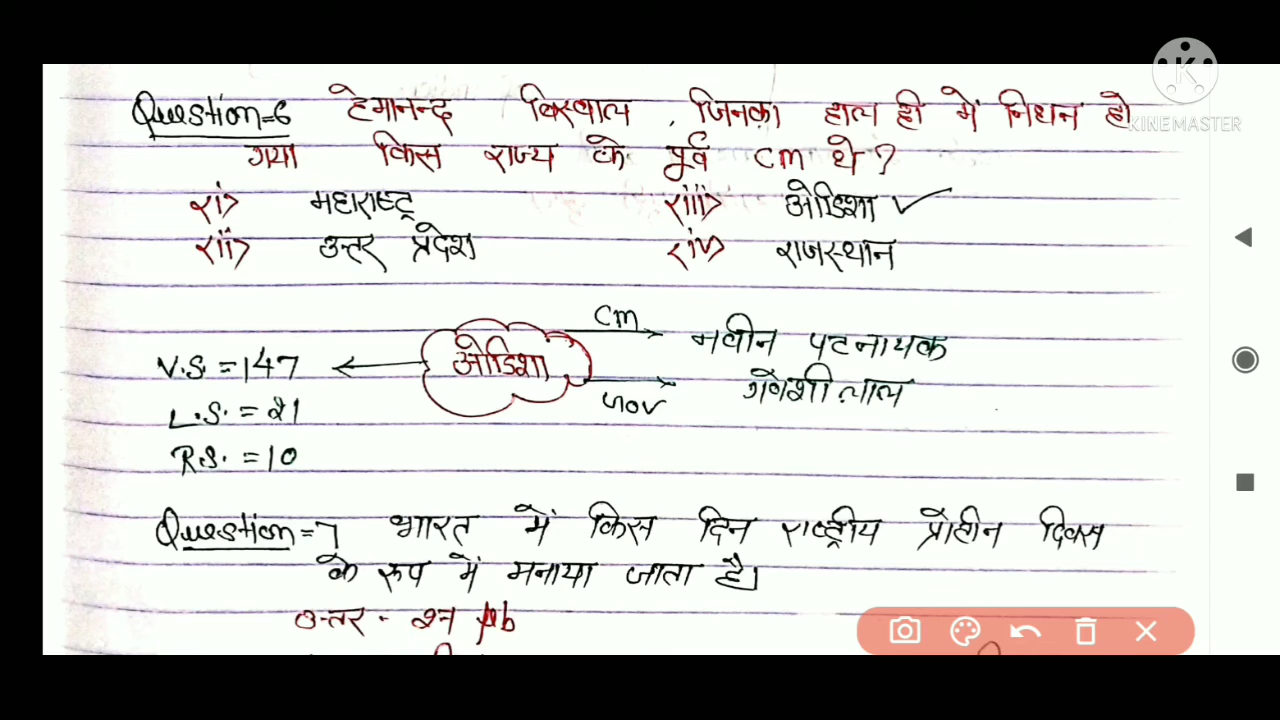 KINEMASTER
Question=6 हेमानन्द बिस्वाल, जिनका हाल ही में निधन हो
गया किस राज्य के पूर्व CM थे?
(i) महाराष्ट्र (iii) ओडिशा ✓
(ii) उत्तर प्रदेश (iv) राजस्थान
CM नवीन पटनायक
V.S. = 147 ओडिशा
Gov गणेशी लाल
L.S. = 21
R.S. = 10
Question=7 भारत में किस दिन राष्ट्रीय प्रोटीन दिवस
के रूप में मनाया जाता है।
उत्तर - 27